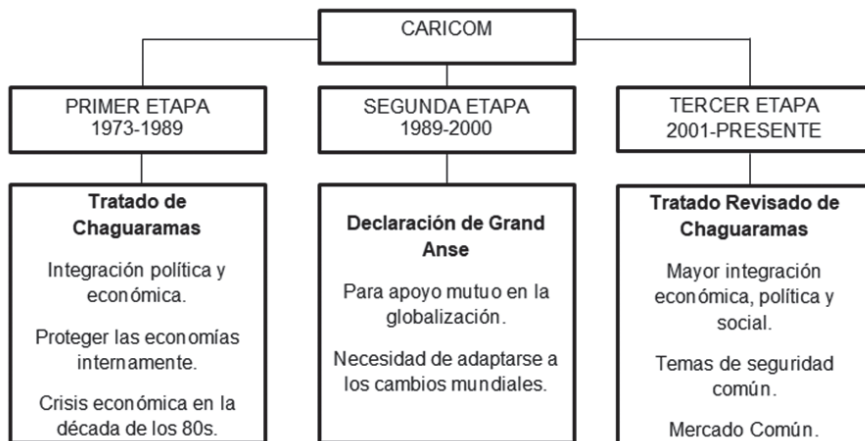 CARICOM
PRIMER ETAPA
1973-1989
SEGUNDA ETAPA
1989-2000
TERCER ETAPA
2001-PRESENTE
Tratado de
Chaguaramas
Integración política y
económica.
Proteger las economías
internamente.
Crisis económica en la
década de los 80s.
Declaración de Grand
Anse
Para apoyo mutuo en la
globalización.
Necesidad de adaptarse a
los cambios mundiales.
Tratado Revisado de
Chaguaramas
Mayor integración
económica, política y
social.
Temas de seguridad
común.
Mercado Común.